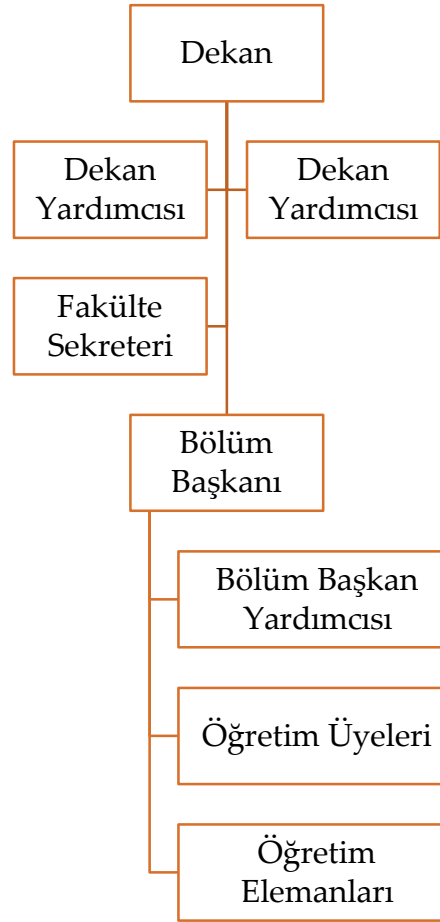 Dekan
Dekan
Yardımcısı
Dekan
Yardımcısı
Fakülte
Sekreteri
Bölüm
Başkanı
Bölüm Başkan
Yardımcısı
Öğretim Üyeleri
Öğretim
Elemanları